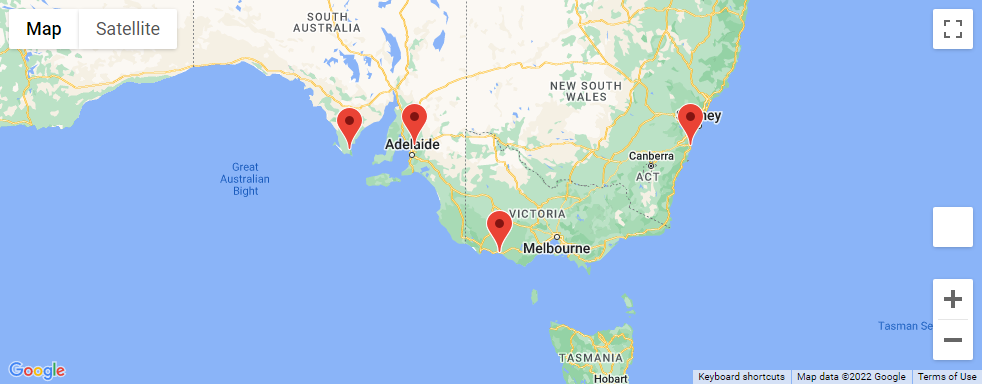 Map
Satellite
SOUTH
AUSTRALIA
NEW SOUTH
WALES
Adelaide
Canberra
ACT
Great
Australian
Bight
VICTORIA
Melbourne
Tasman Se
TASMANIA
Hobart
Google
Keyboard shortcuts
Map data ©2022 Google
Terms of Use